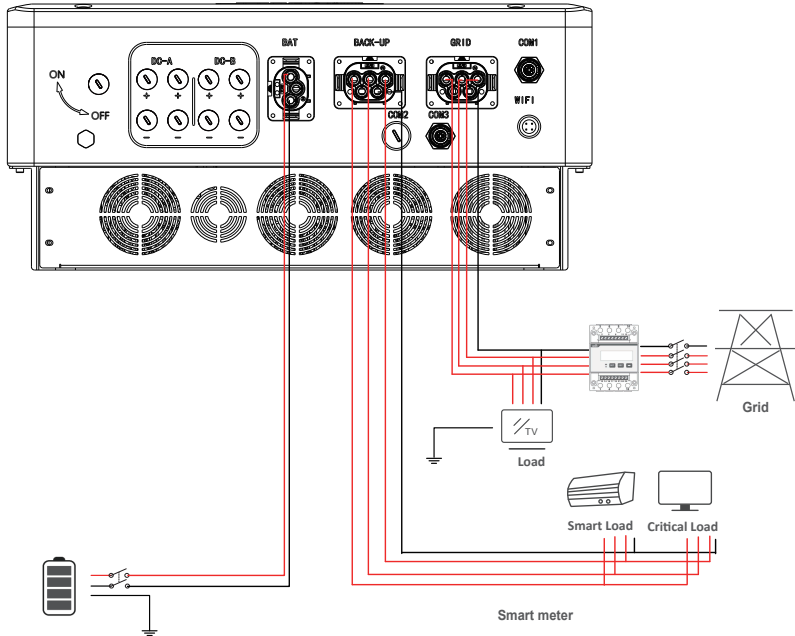 BAT
BACK-UP
GRID
COM1
DC-A
DC-B
ON
OFF
+
+
+
+
−
−
−
−
COM2
COM3
WIFI
Grid
TV
Load
Smart Load
Critical Load
Smart meter